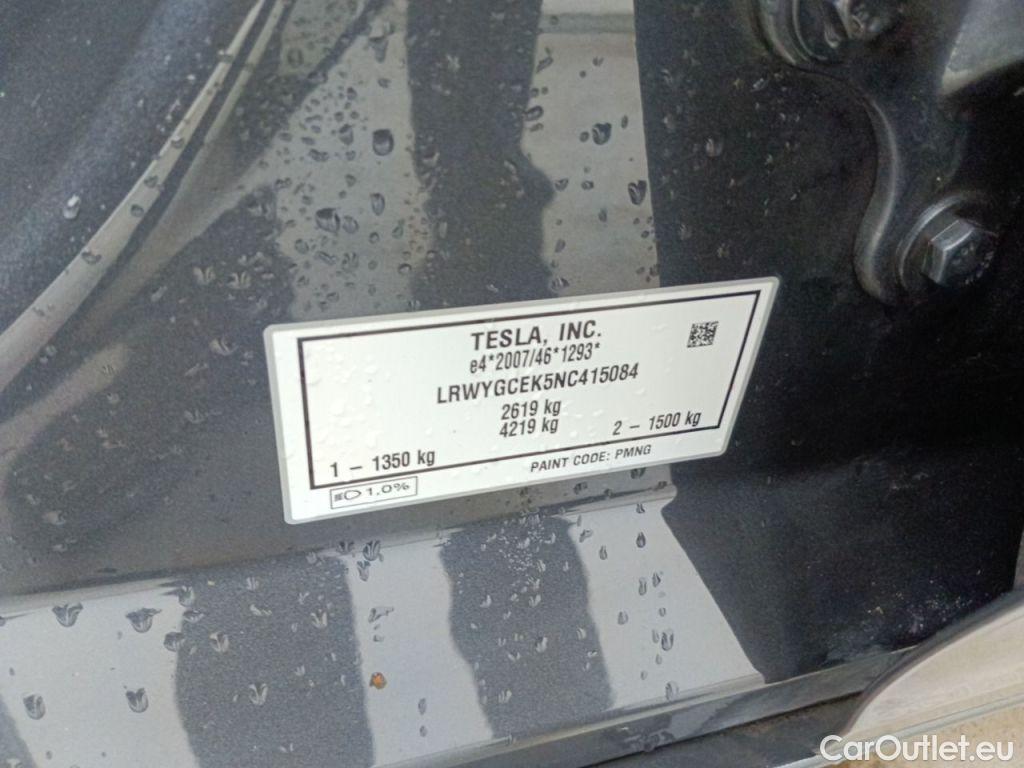 TESLA, INC.
e4*2007/46*1293*
LRWYGCEK5NC415084
2619 kg
4219 kg
1 – 1350 kg
2 – 1500 kg
PAINT CODE: PMNG
1.0%
CarOutlet.eu